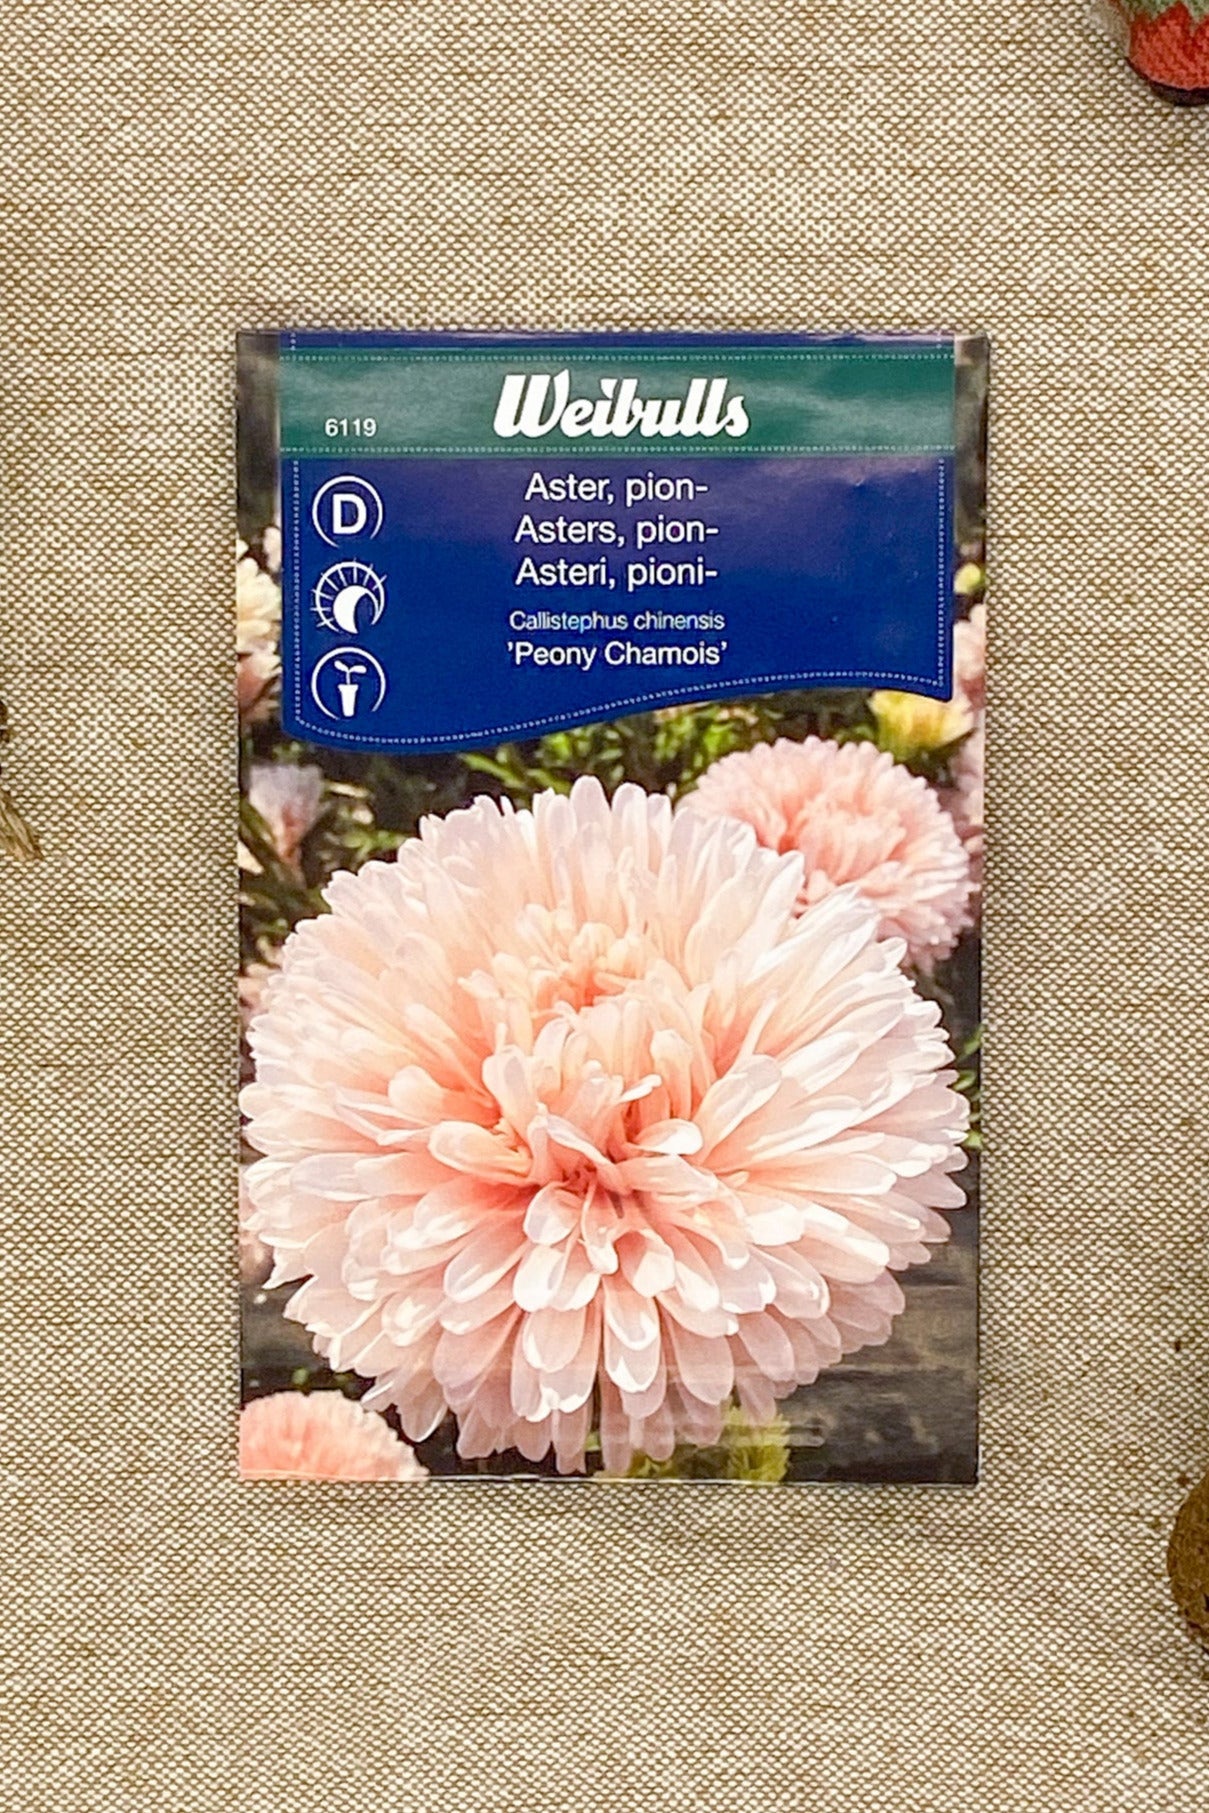 Weibulls
6119
Aster, pion-
Asters, pion-
Asteri, pioni-
D
Callistephus chinensis
’Peony Chamois’